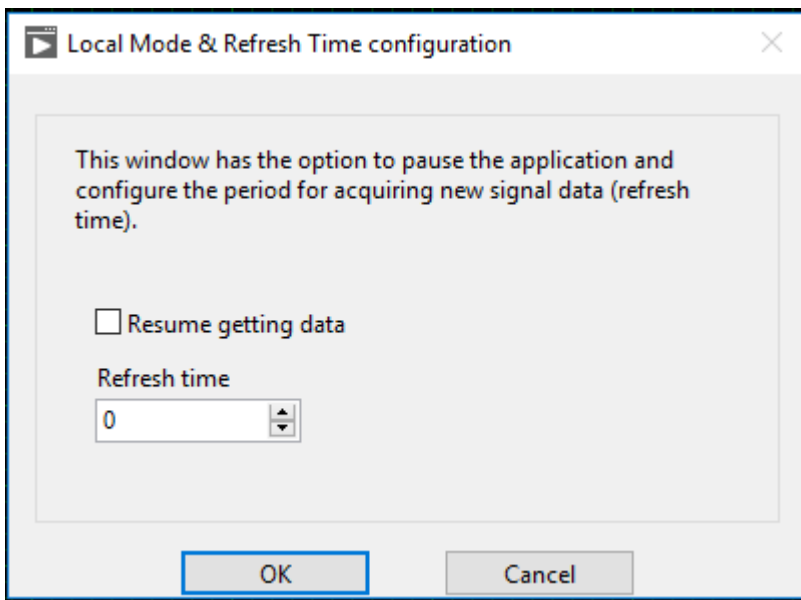 Local Mode & Refresh Time configuration
This window has the option to pause the application and
configure the period for acquiring new signal data (refresh
time).
Resume getting data
Refresh time
0
OK
Cancel